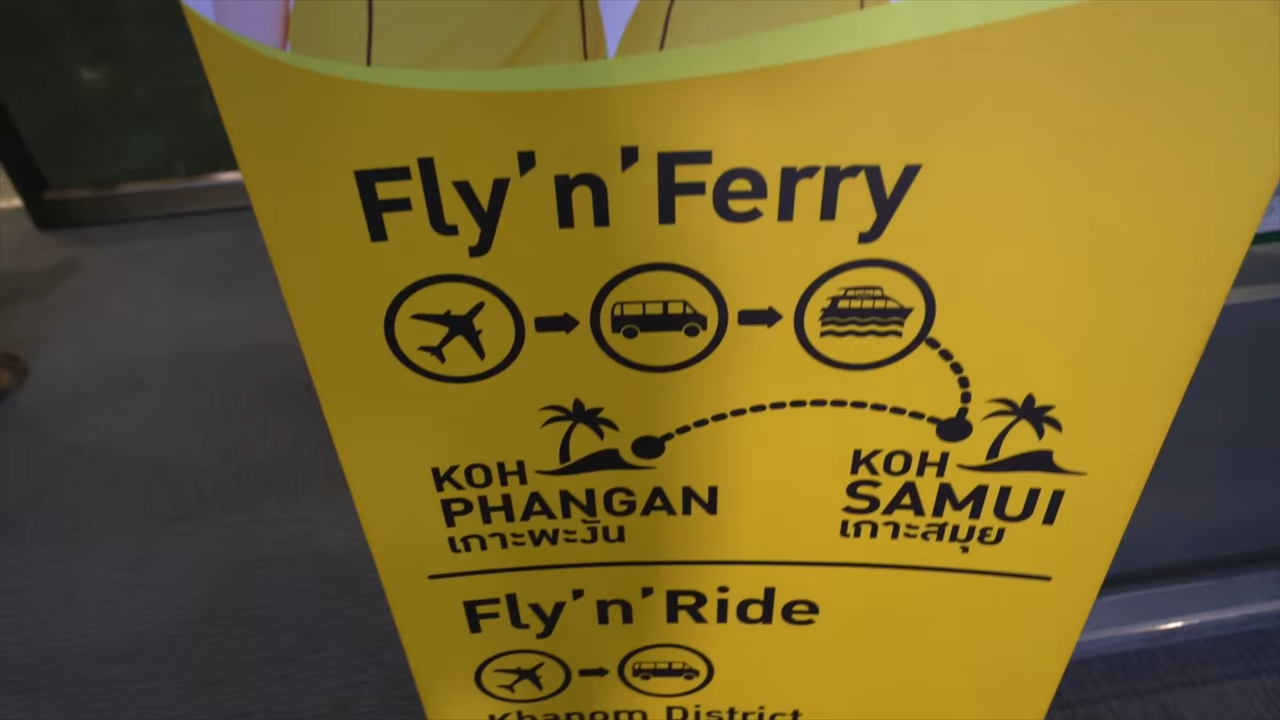 Fly'n'Ferry
KOH
PHANGAN
เกาะพะงัน
KOH
SAMUI
เกาะสมุย
Fly'n'Ride
Khanom District